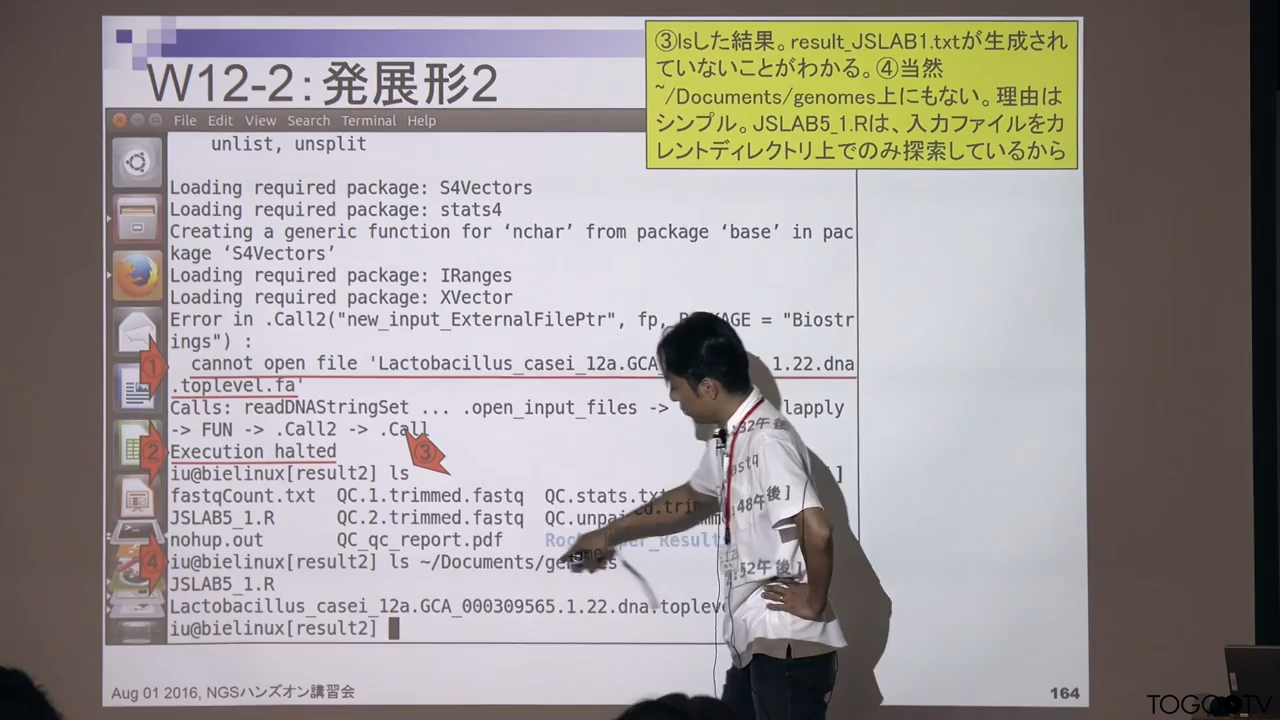 W12-2：発展形2
③lsした結果。result_JSLAB1.txtが生成され
ていないことがわかる。④当然
~/Documents/genomes上にもない。理由は
シンプル。JSLAB5_1.Rは、入力ファイルをカ
レントディレクトリ上でのみ探索しているから
File Edit View Search Terminal Help
unlist, unsplit
Loading required package: S4Vectors
Loading required package: stats4
Creating a generic function for ‘nchar’ from package ‘base’ in pac
kage ‘S4Vectors’
Loading required package: IRanges
Loading required package: XVector
Error in .Call2("new_input_ExternalFilePtr", fp, AGE = "Biostr
ings") :
①
cannot open file 'Lactobacillus_casei_12a.GCA_ 1.22.dna
.toplevel.fa'
Calls: readDNAStringSet ... .open_input_files -> lapply
-> FUN -> .Call2 -> .Call
②
Execution halted
③
iu@bielinux[result2] ls
fastqCount.txt QC.1.trimmed.fastq QC.stats.txt
JSLAB5_1.R QC.2.trimmed.fastq
nohup.out QC_qc_report.pdf
④
iu@bielinux[result2] ls ~/Documents/genomes
JSLAB5_1.R
Lactobacillus_casei_12a.GCA_000309565.1.22.dna.topleve
iu@bielinux[result2]
Aug 01 2016, NGSハンズオン講習会
164
TOGOTV